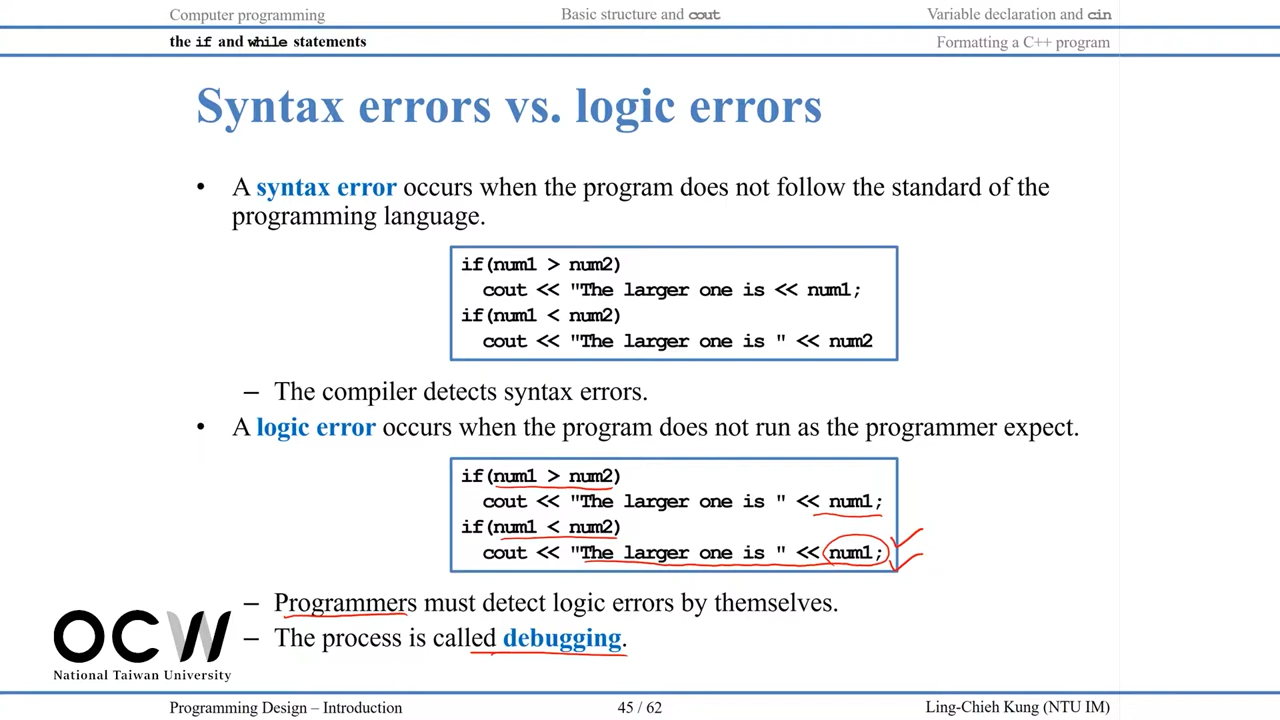 Computer programming
Basic structure and cout
Variable declaration and cin
the if and while statements
Formatting a C++ program
Syntax errors vs. logic errors
• A syntax error occurs when the program does not follow the standard of the
programming language.
if(num1 > num2)
cout << "The larger one is << num1;
if(num1 < num2)
cout << "The larger one is " << num2
– The compiler detects syntax errors.
• A logic error occurs when the program does not run as the programmer expect.
if(num1 > num2)
cout << "The larger one is " << num1;
if(num1 < num2)
cout << "The larger one is " << num1;
– Programmers must detect logic errors by themselves.
– The process is called debugging.
OCW
National Taiwan University
Programming Design – Introduction
45 / 62
Ling-Chieh Kung (NTU IM)